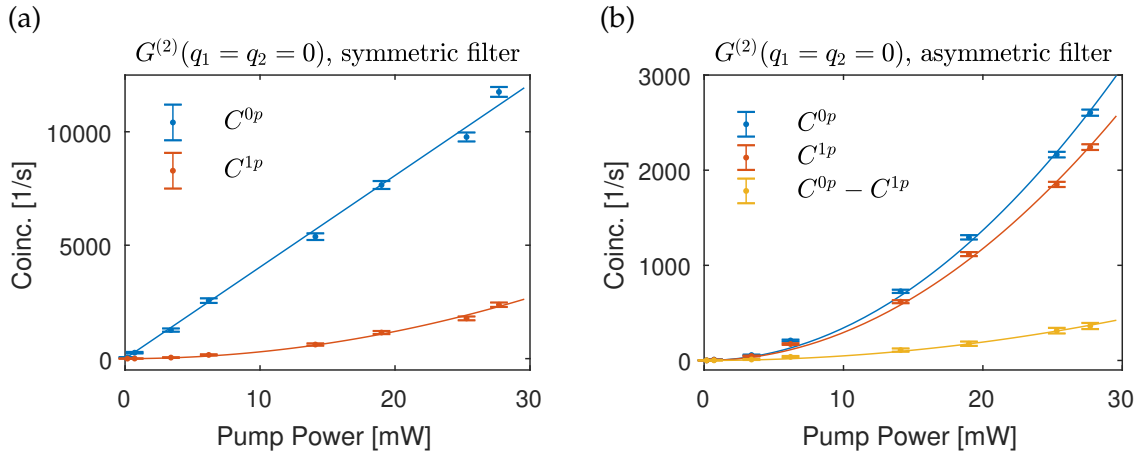 (a)
G^{(2)}(q_1 = q_2 = 0), symmetric filter
C^{0p}
C^{1p}
10000
5000
0
Coinc. [1/s]
0 10 20 30
Pump Power [mW]
(b)
G^{(2)}(q_1 = q_2 = 0), asymmetric filter
C^{0p}
C^{1p}
C^{0p} − C^{1p}
3000
2000
1000
0
Coinc. [1/s]
0 10 20 30
Pump Power [mW]